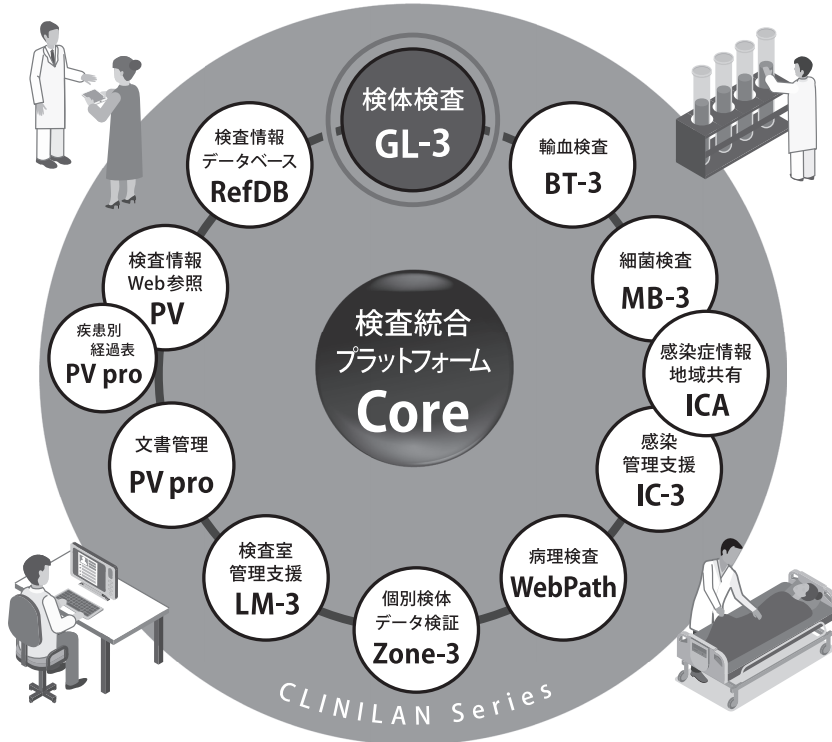 検体検査
GL-3
輸血検査
BT-3
細菌検査
MB-3
感染症情報
地域共有
ICA
感染
管理支援
IC-3
病理検査
WebPath
個別検体
データ検証
Zone-3
検査室
管理支援
LM-3
文書管理
PV pro
疾患別
経過表
PV pro
検査情報
Web参照
PV
検査情報
データベース
RefDB
検査統合
プラットフォーム
Core
CLINILAN Series